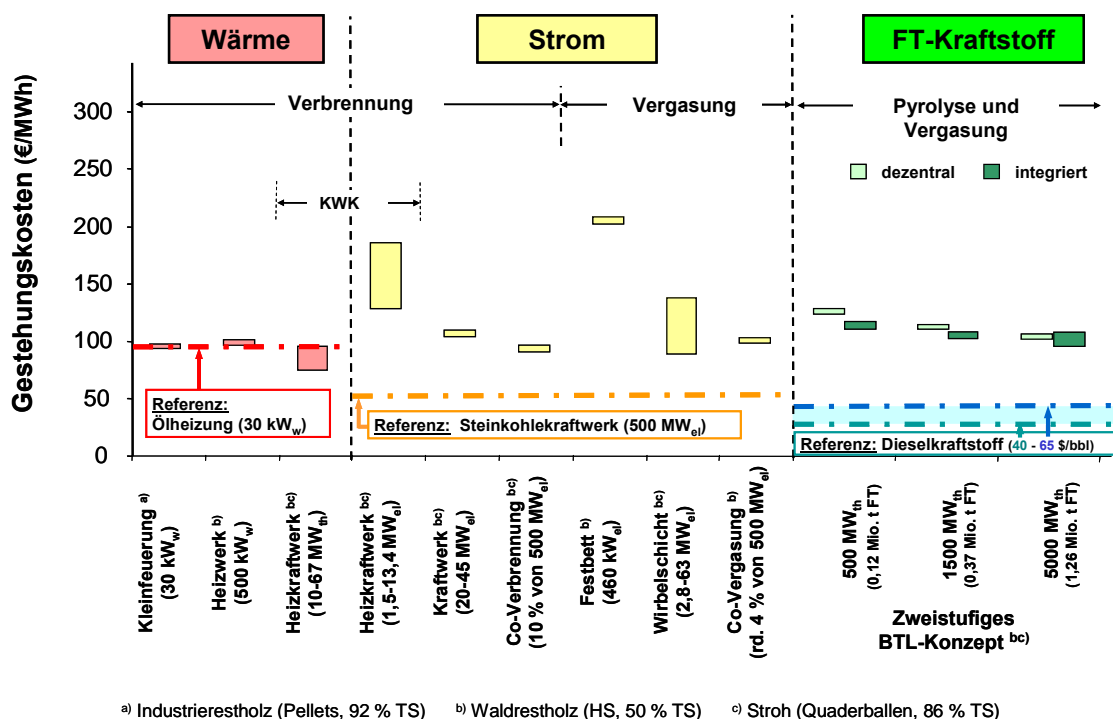 Wärme
Strom
FT-Kraftstoff
Gestehungskosten (€/MWh)
300
250
200
150
100
50
0
Verbrennung
Vergasung
Pyrolyse und
Vergasung
dezentral
integriert
KWK
Referenz:
Ölheizung (30 kWw)
Referenz: Steinkohlekraftwerk (500 MWel)
Referenz: Dieselkraftstoff (40 - 65 $/bbl)
Kleinfeuerung a)
(30 kWw)
Heizwerk b)
(500 kWw)
Heizkraftwerk bc)
(10-67 MWth)
Heizkraftwerk bc)
(1,5-13,4 MWel)
Kraftwerk bc)
(20-45 MWel)
Co-Verbrennung bc)
(10 % von 500 MWel)
Festbett b)
(460 kWel)
Wirbelschicht bc)
(2,8-63 MWel)
Co-Vergasung b)
(rd. 4 % von 500 MWel)
500 MWth
(0,12 Mio. t FT)
1500 MWth
(0,37 Mio. t FT)
5000 MWth
(1,26 Mio. t FT)
Zweistufiges
BTL-Konzept bc)
a) Industrierestholz (Pellets, 92 % TS) b) Waldrestholz (HS, 50 % TS) c) Stroh (Quaderballen, 86 % TS)